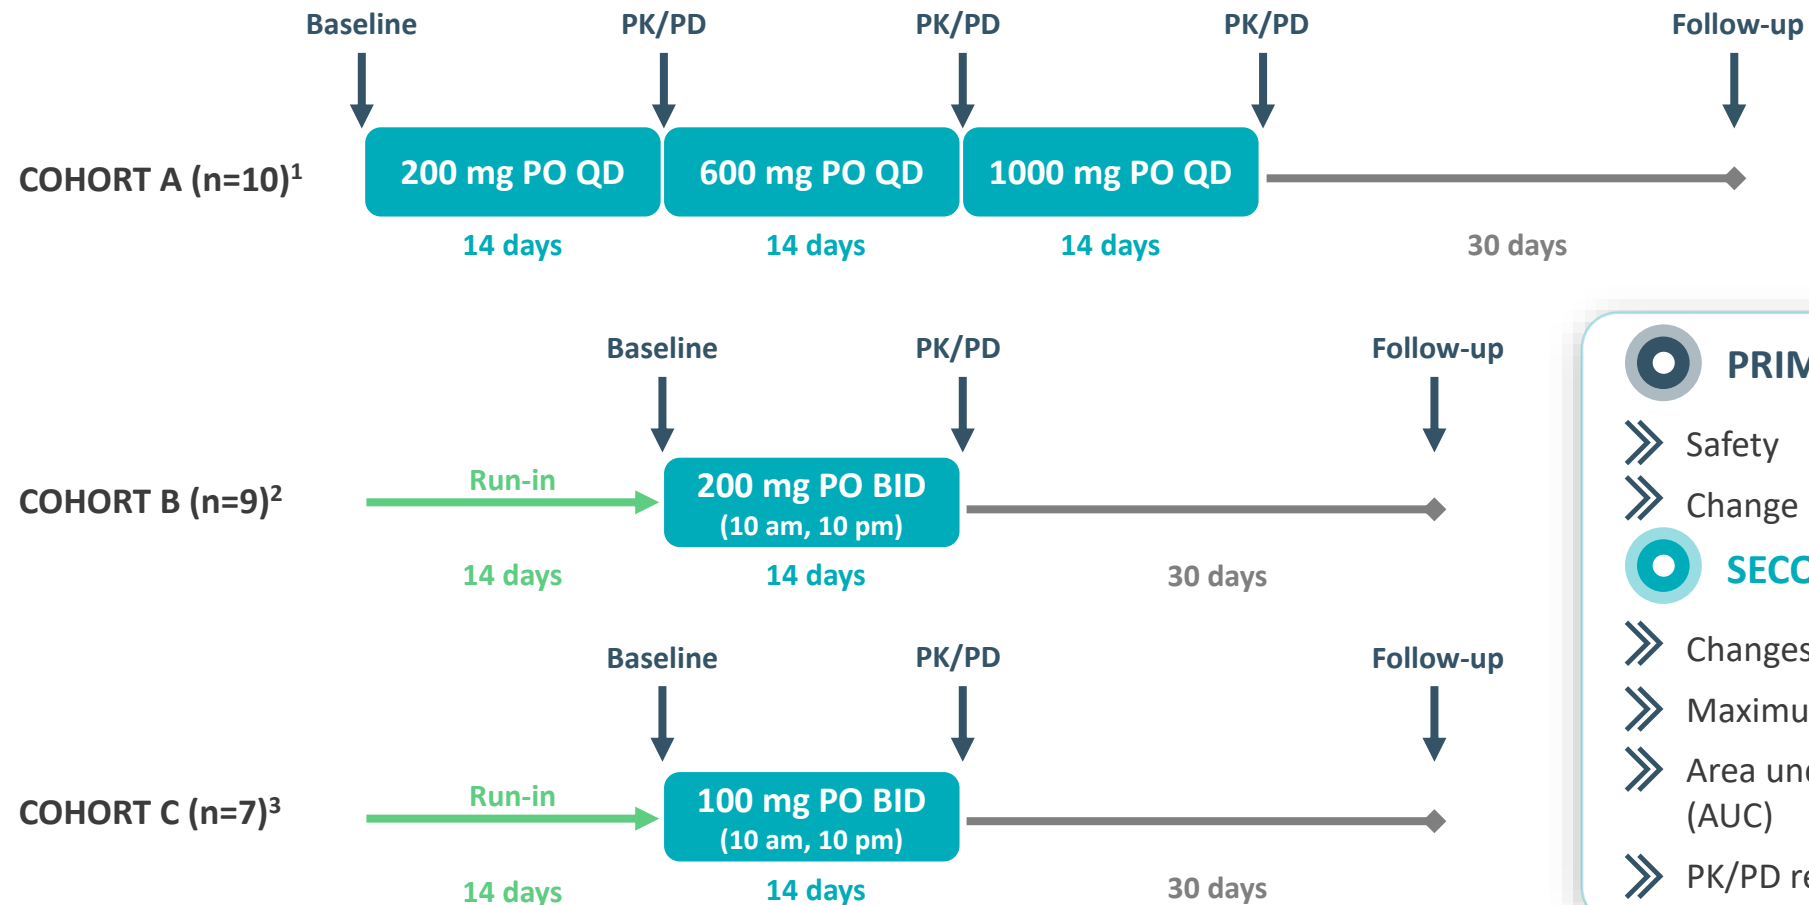 Baseline PK/PD PK/PD PK/PD Follow-up
COHORT A (n=10)¹ 200 mg PO QD 600 mg PO QD 1000 mg PO QD
14 days 14 days 14 days 30 days
Baseline PK/PD Follow-up
COHORT B (n=9)² Run-in 200 mg PO BID
(10 am, 10 pm)
14 days 14 days 30 days
Baseline PK/PD Follow-up
COHORT C (n=7)³ Run-in 100 mg PO BID
(10 am, 10 pm)
14 days 14 days 30 days
Safety
Change
Changes
Area
(AUC)
PK/PD